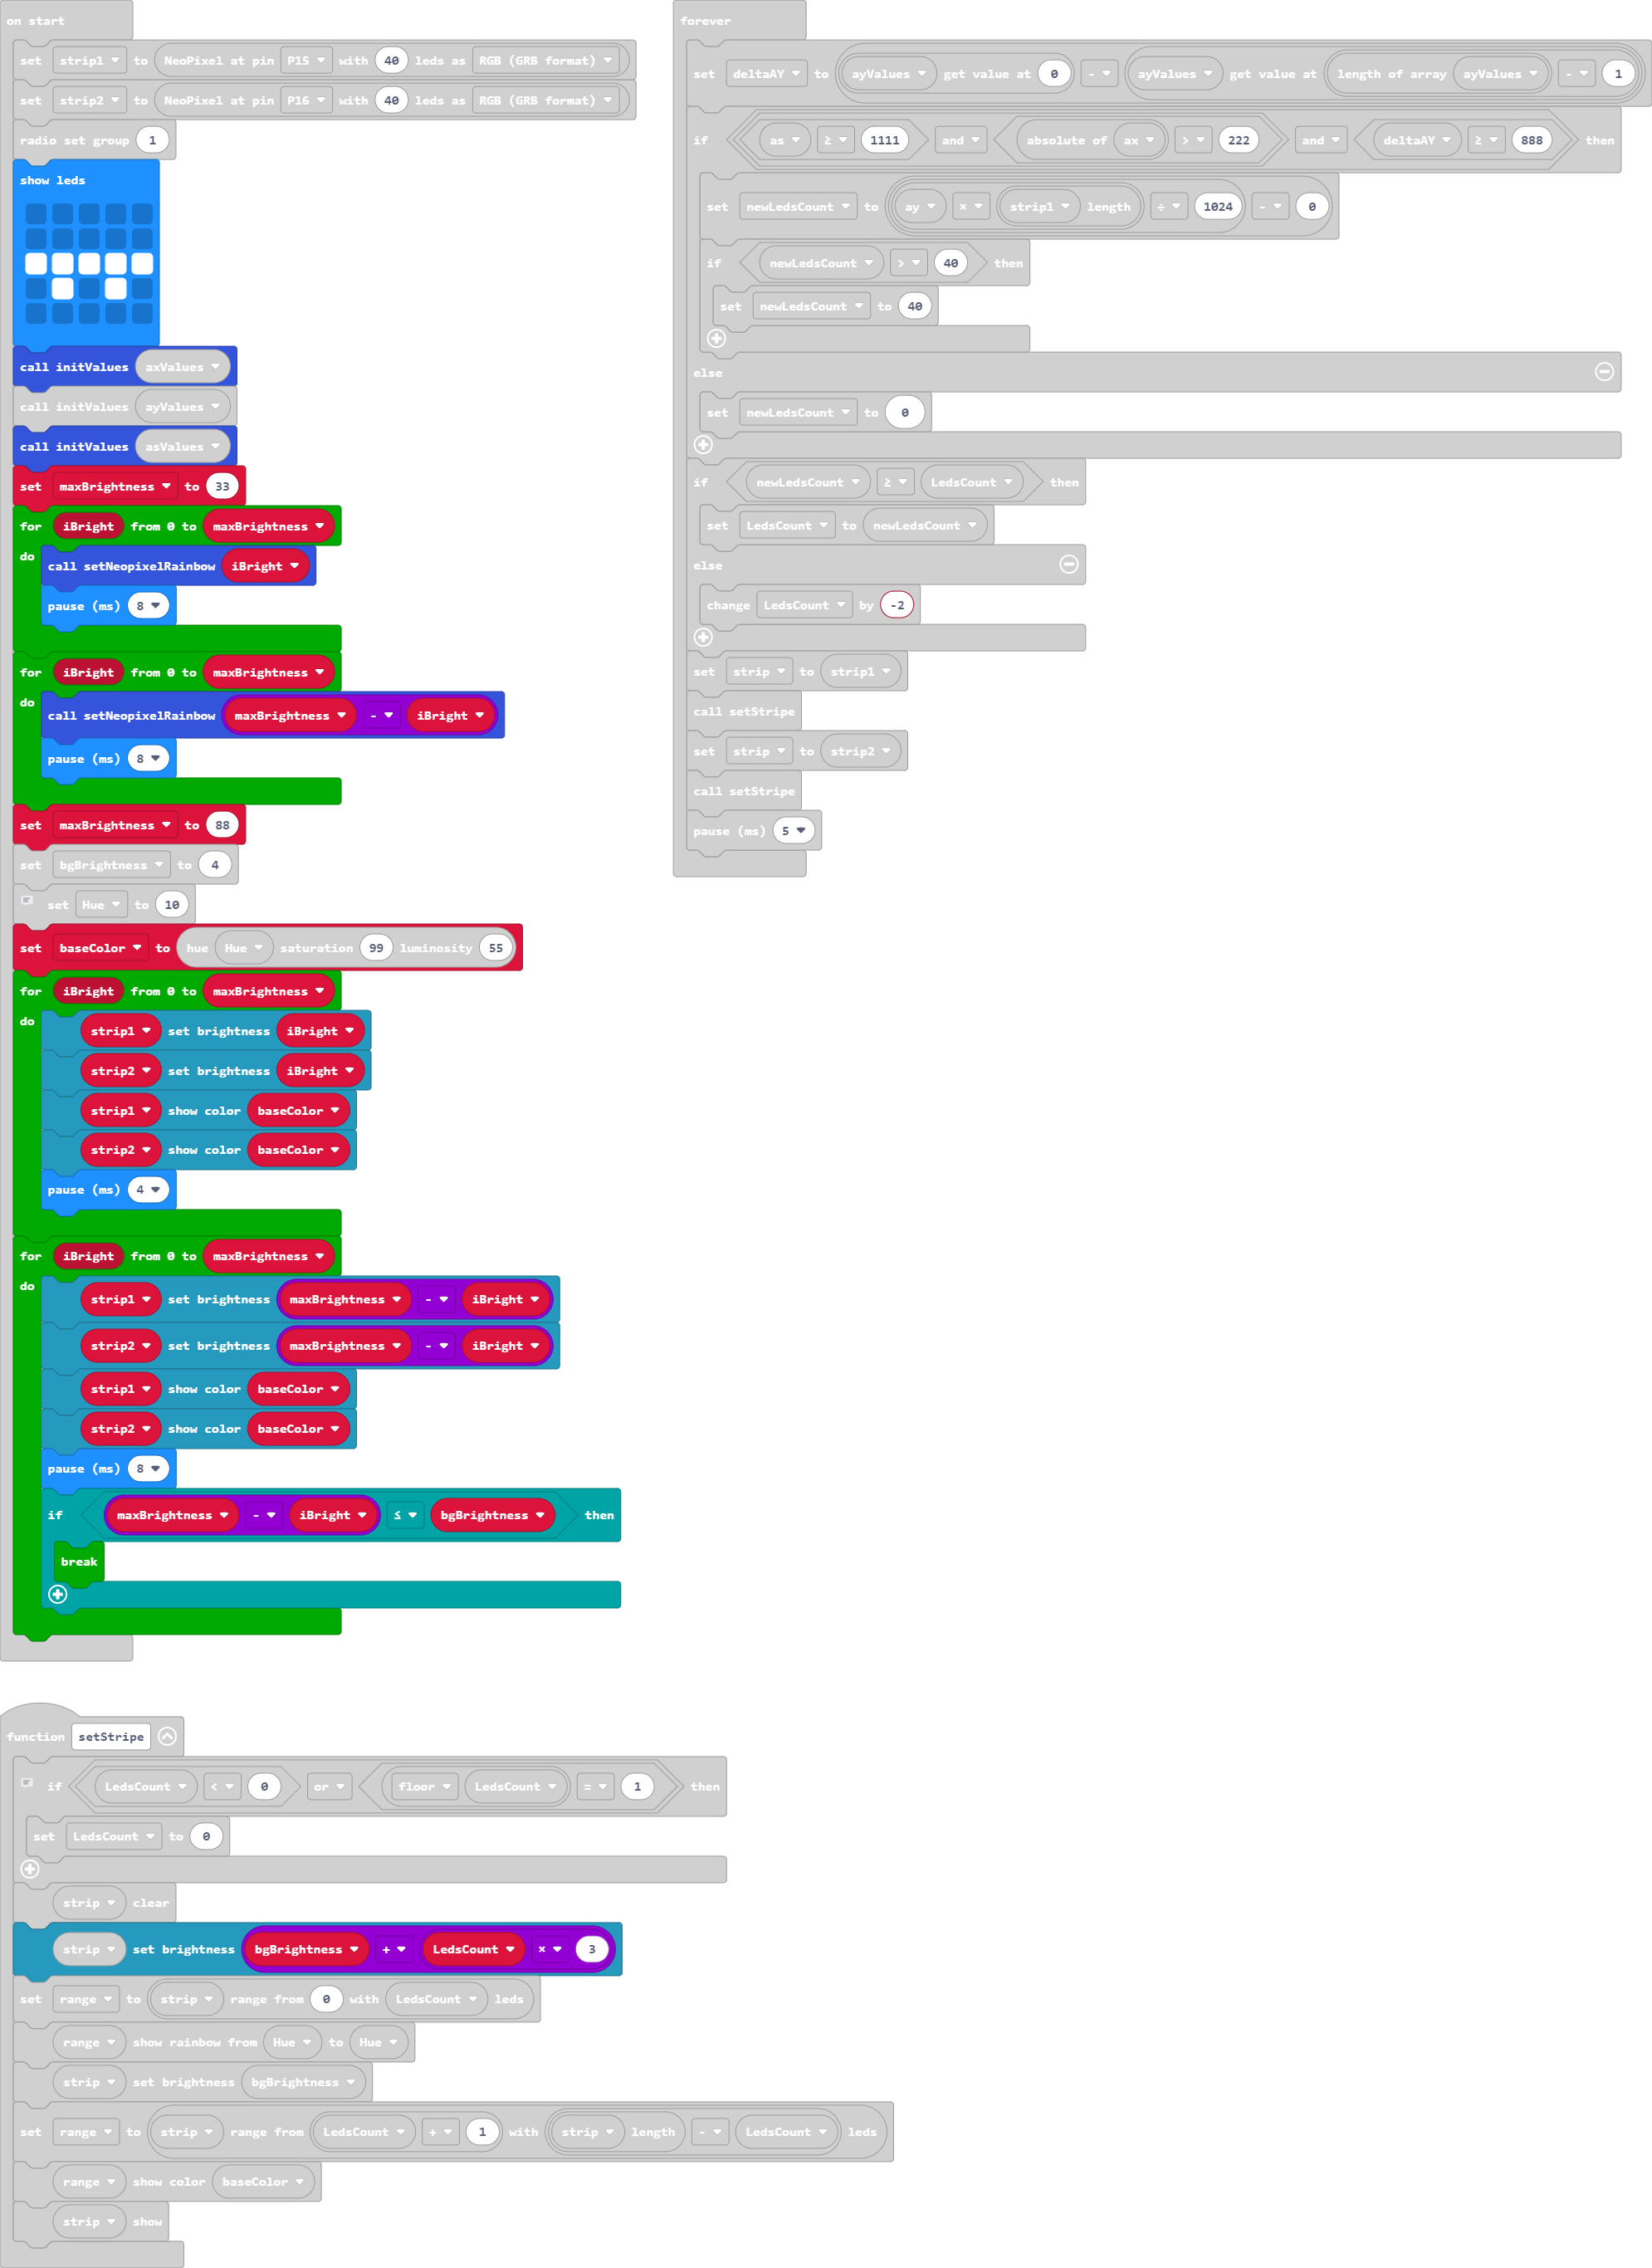 on start
set strip1 to NeoPixel at pin P15 with 40 leds as RGB (GRB format)
set strip2 to NeoPixel at pin P16 with 40 leds as RGB (GRB format)
radio set group 1
show leds
call initValues axValues
call initValues ayValues
call initValues asValues
set maxBrightness to 33
for iBright from 0 to maxBrightness
do
call setNeopixelRainbow iBright
pause (ms) 8
for iBright from 0 to maxBrightness
do
call setNeopixelRainbow maxBrightness - iBright
pause (ms) 8
set maxBrightness to 88
set bgBrightness to 4
set Hue to 10
set baseColor to hue Hue saturation 99 luminosity 55
for iBright from 0 to maxBrightness
do
strip1 set brightness iBright
strip2 set brightness iBright
strip1 show color baseColor
strip2 show color baseColor
pause (ms) 4
for iBright from 0 to maxBrightness
do
strip1 set brightness maxBrightness - iBright
strip2 set brightness maxBrightness - iBright
strip1 show color baseColor
strip2 show color baseColor
pause (ms) 8
if maxBrightness - iBright ≤ bgBrightness then
break
forever
set deltaAY to ayValues get value at 0 - ayValues get value at length of array ayValues - 1
if as ≥ 1111 and absolute of ax > 222 and deltaAY ≥ 888 then
set newLedsCount to ay × strip1 length ÷ 1024 - 0
if newLedsCount > 40 then
set newLedsCount to 40
else
set newLedsCount to 0
if newLedsCount ≥ LedsCount then
set LedsCount to newLedsCount
else
change LedsCount by -2
set strip to strip1
call setStripe
set strip to strip2
call setStripe
pause (ms) 5
function setStripe
if LedsCount < 0 or floor LedsCount = 1 then
set LedsCount to 0
strip clear
strip set brightness bgBrightness + LedsCount × 3
set range to strip range from 0 with LedsCount leds
range show rainbow from Hue to Hue
strip set brightness bgBrightness
set range to strip range from LedsCount + 1 with strip length - LedsCount leds
range show color baseColor
strip show